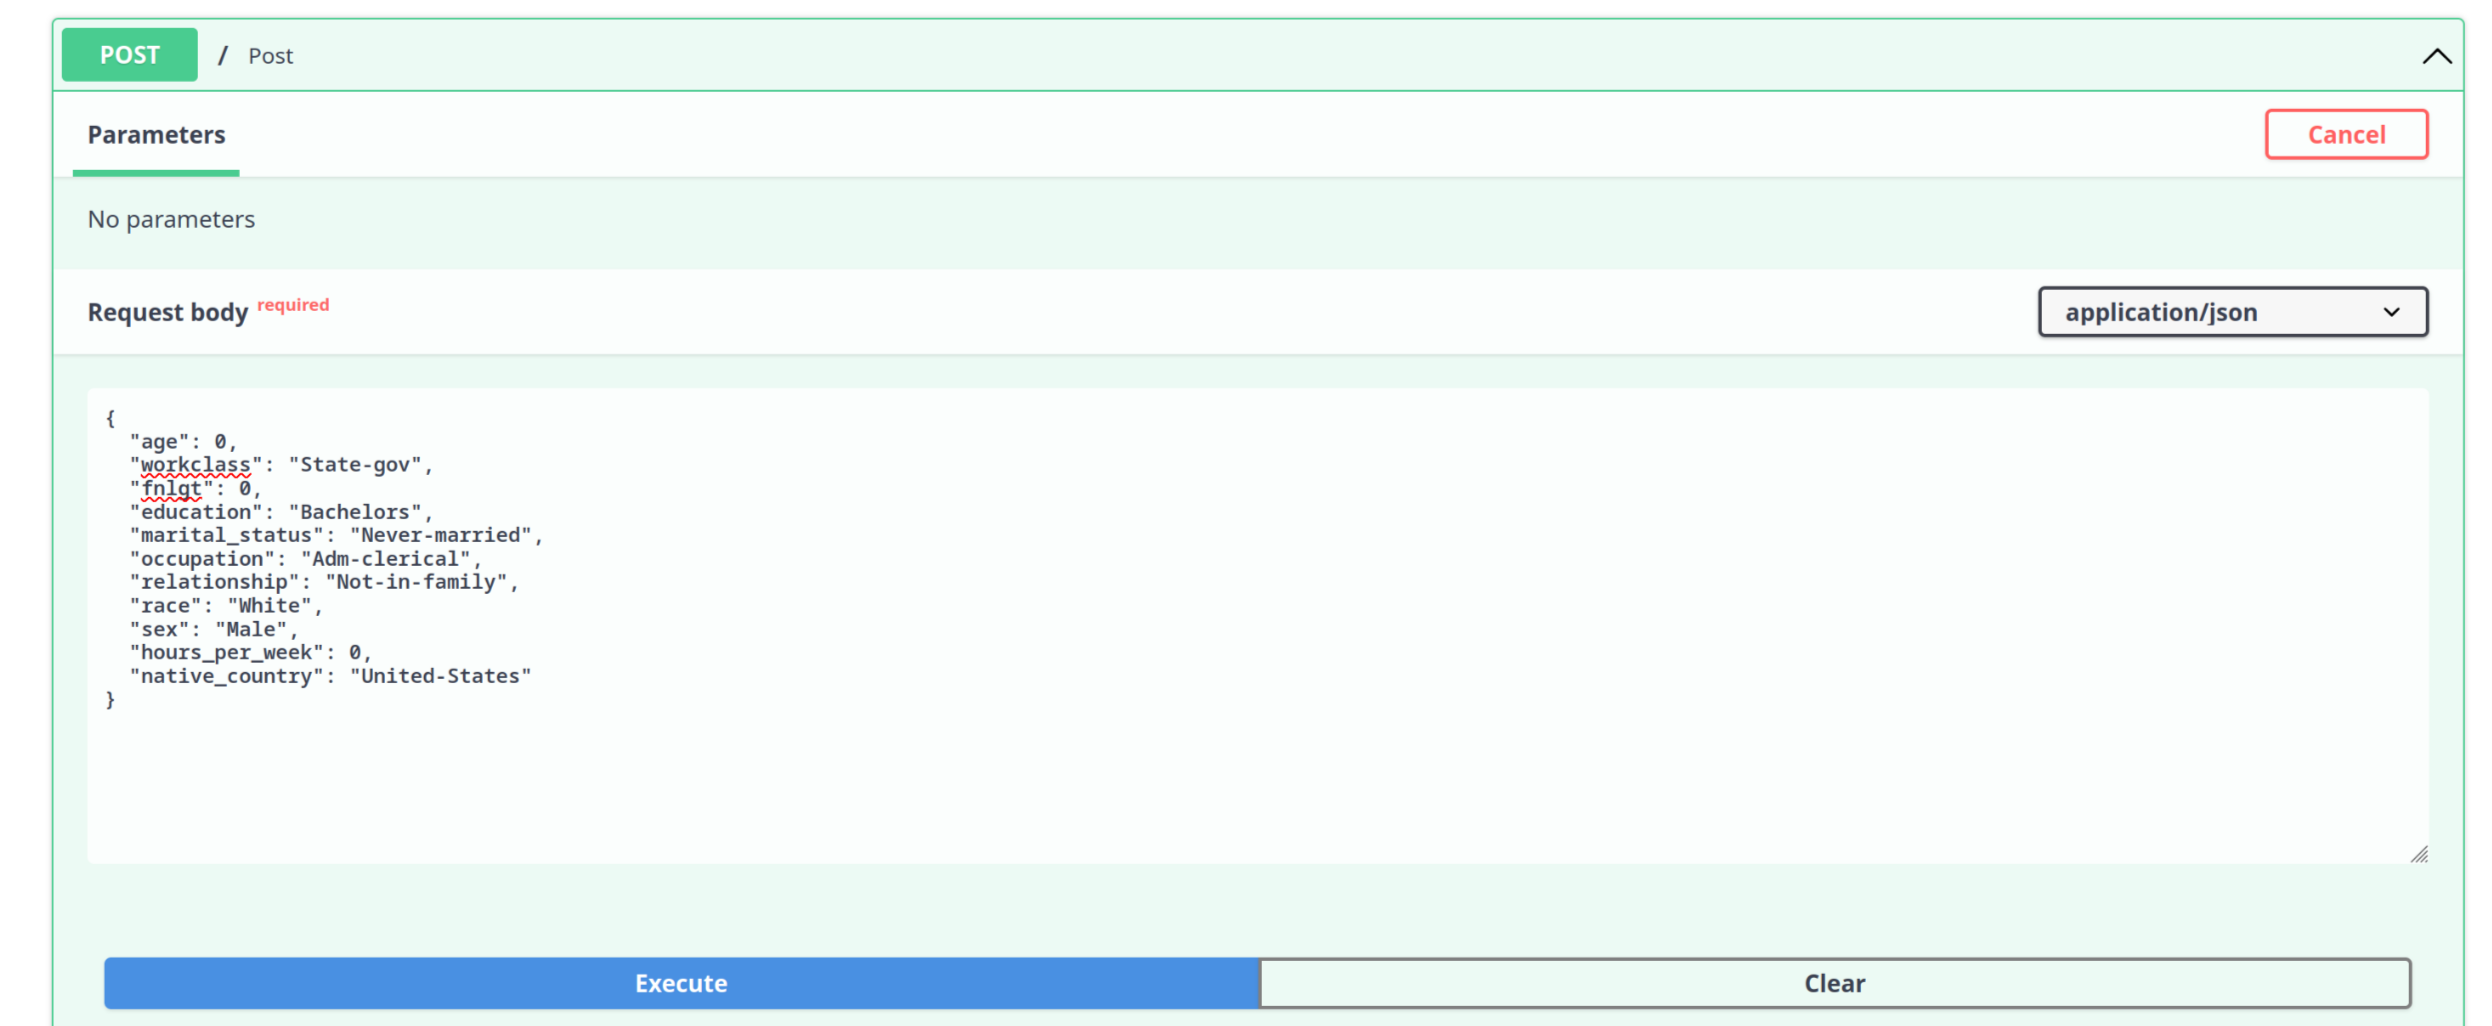 POST / Post
Parameters
Cancel
No parameters
Request body required
application/json
{
  "age": 0,
  "workclass": "State-gov",
  "fnlgt": 0,
  "education": "Bachelors",
  "marital_status": "Never-married",
  "occupation": "Adm-clerical",
  "relationship": "Not-in-family",
  "race": "White",
  "sex": "Male",
  "hours_per_week": 0,
  "native_country": "United-States"
}
Execute
Clear